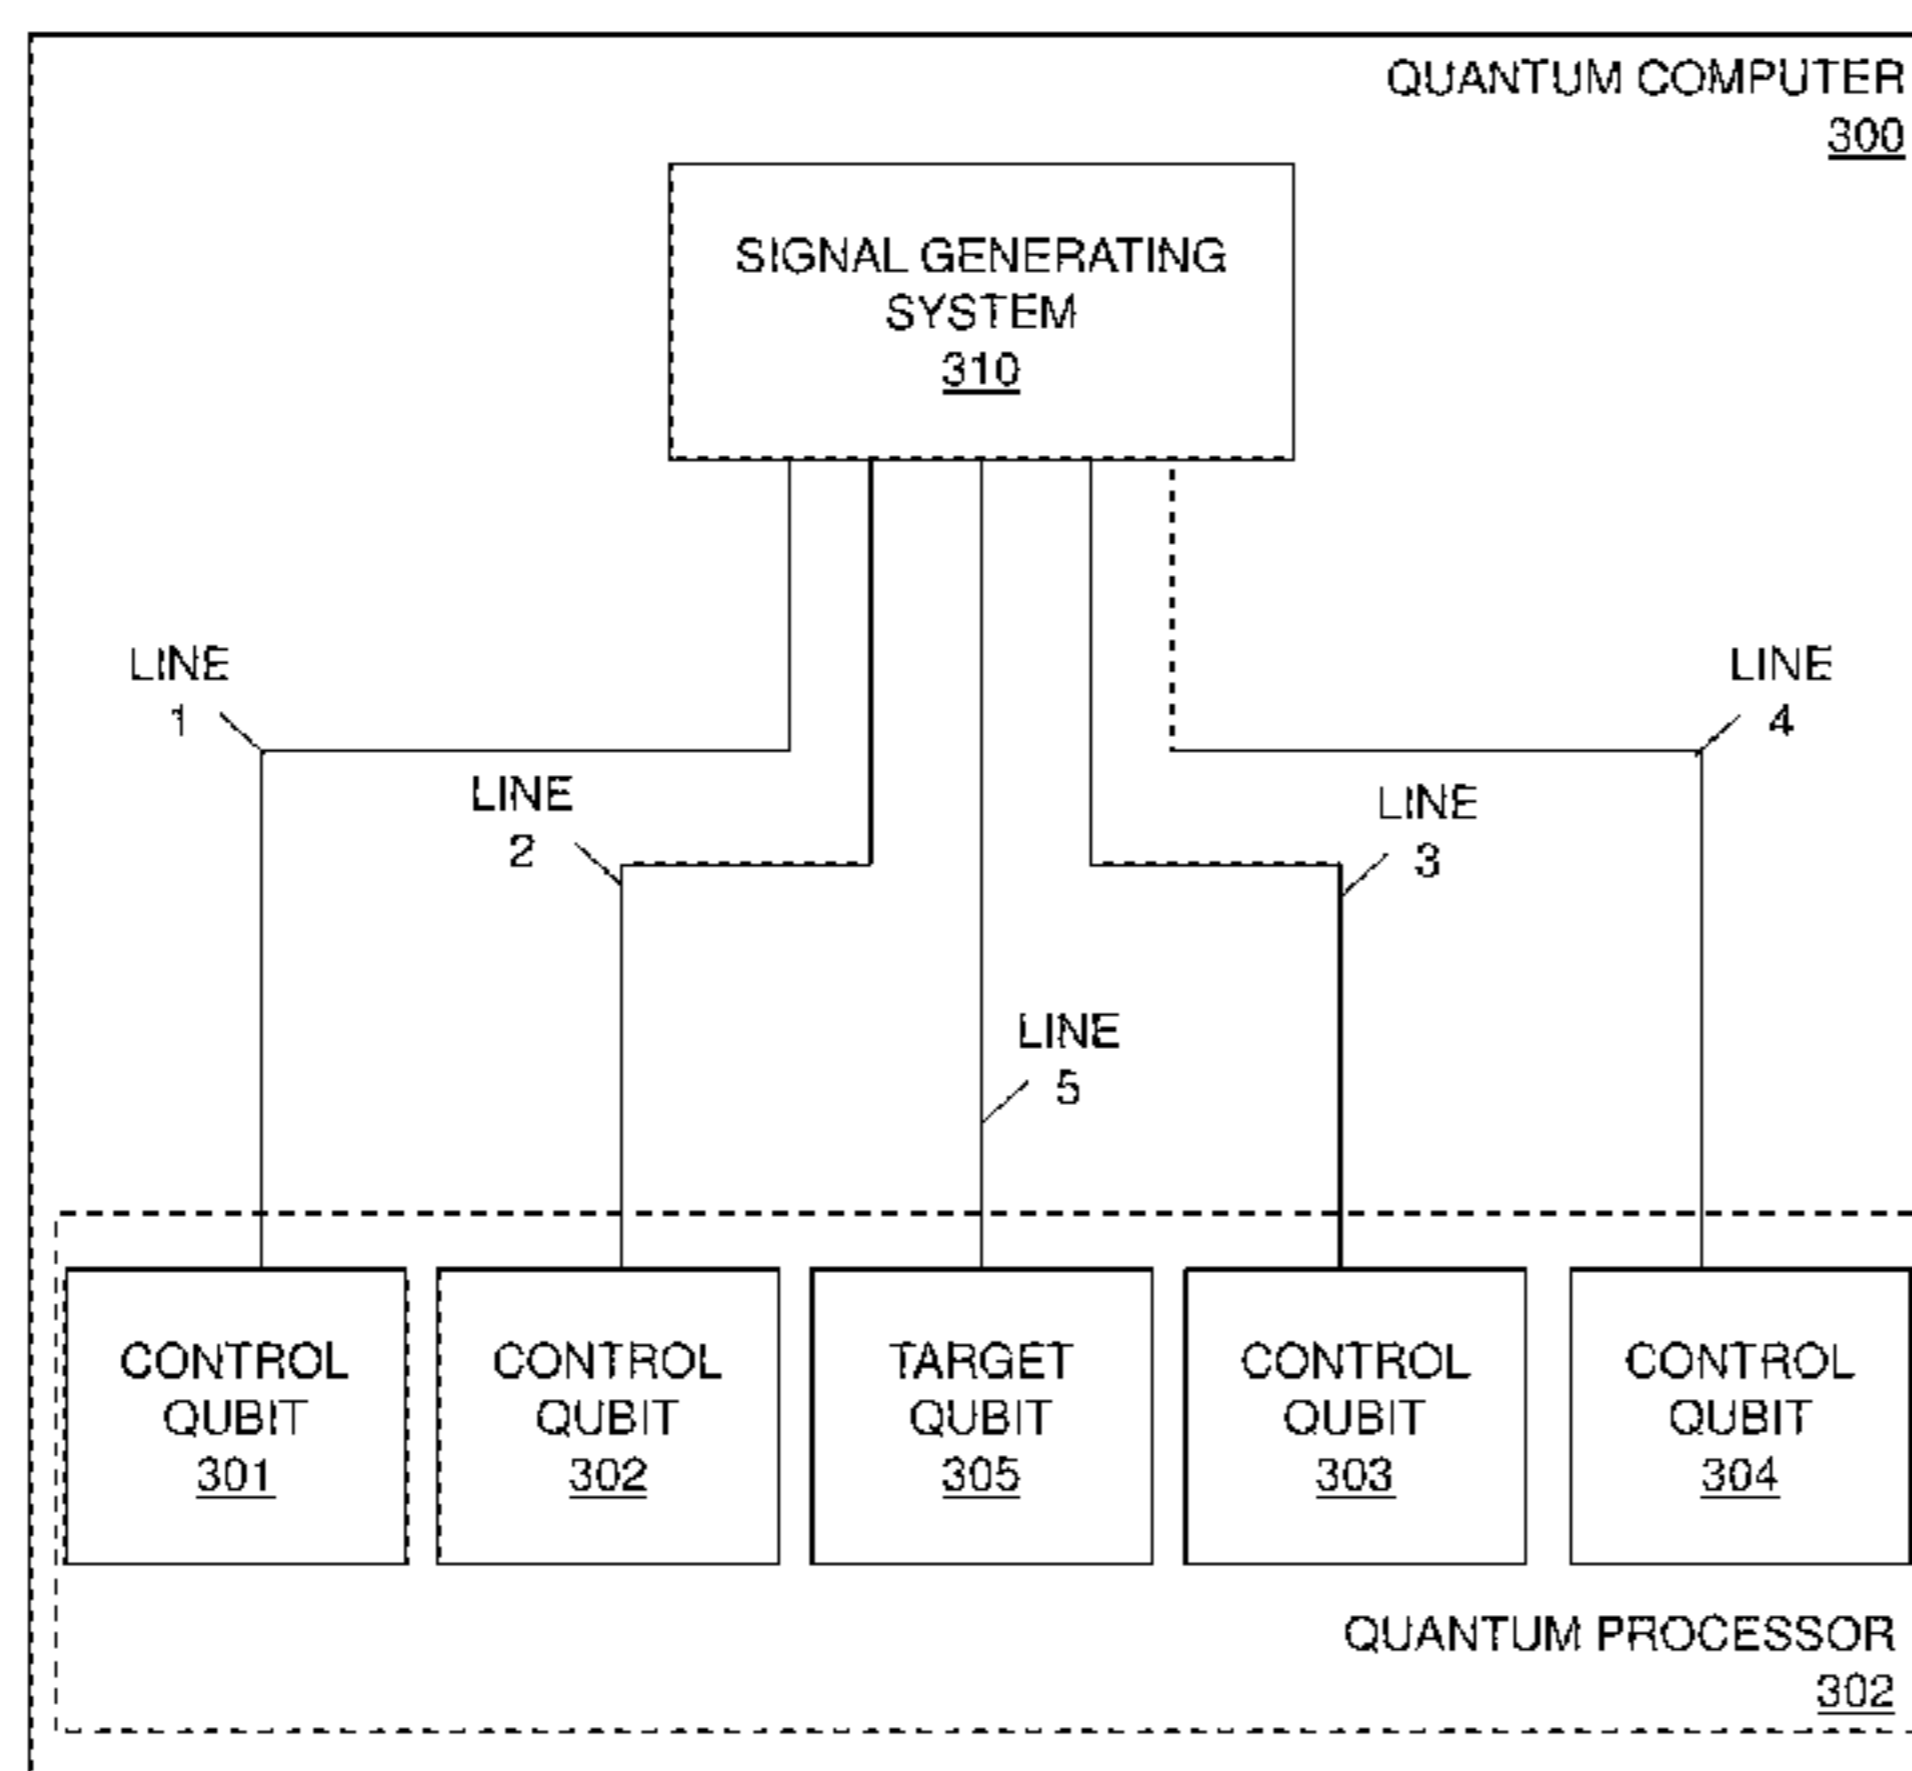 QUANTUM COMPUTER
300
SIGNAL GENERATING
SYSTEM
310
LINE
1
LINE
4
LINE
2
LINE
3
LINE
5
CONTROL
QUBIT
301
CONTROL
QUBIT
302
TARGET
QUBIT
305
CONTROL
QUBIT
303
CONTROL
QUBIT
304
QUANTUM PROCESSOR
302